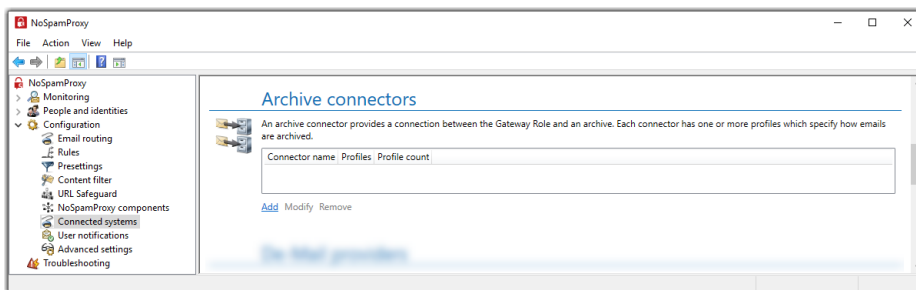 NoSpamProxy
File Action View Help
NoSpamProxy
Monitoring
People and identities
Configuration
Email routing
Rules
Presettings
Content filter
URL Safeguard
NoSpamProxy components
Connected systems
User notifications
Advanced settings
Troubleshooting
Archive connectors
An archive connector provides a connection between the Gateway Role and an archive. Each connector has one or more profiles which specify how emails
are archived.
Connector name Profiles Profile count
Add Modify Remove
De-Mail providers